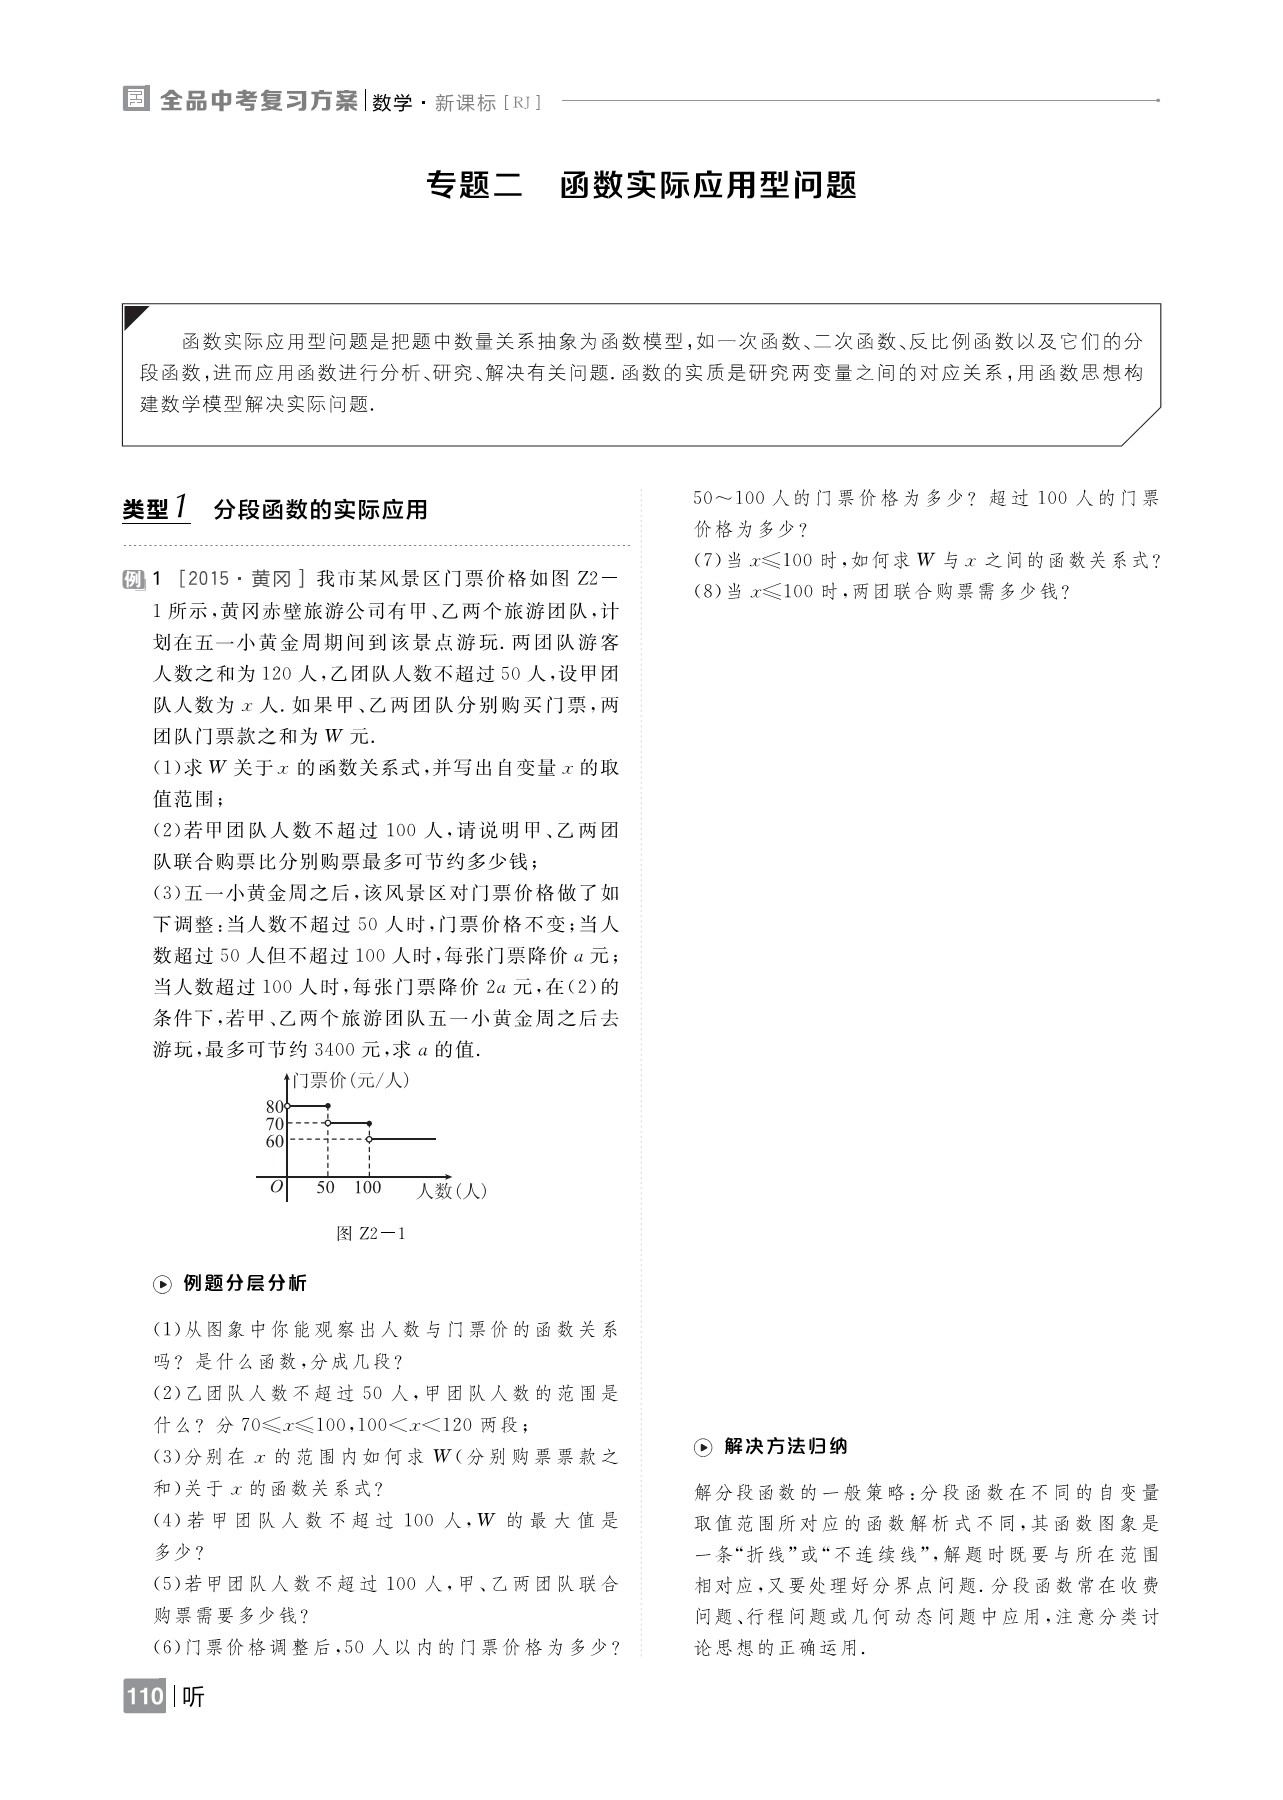 全品中考复习方案 数学·新课标[RJ]
专题二 函数实际应用型问题
函数实际应用型问题是把题中数量关系抽象为函数模型,如一次函数、二次函数、反比例函数以及它们的分
段函数,进而应用函数进行分析、研究、解决有关问题.函数的实质是研究两变量之间的对应关系,用函数思想构
建数学模型解决实际问题.
类型1 分段函数的实际应用
例1 [2015·黄冈]我市某风景区门票价格如图 Z2-
1所示,黄冈赤壁旅游公司有甲、乙两个旅游团队,计
划在五一小黄金周期间到该景点游玩.两团队游客
人数之和为120人,乙团队人数不超过50人,设甲团
队人数为 x 人.如果甲、乙两团队分别购买门票,两
团队门票款之和为 W 元.
(1)求 W 关于 x 的函数关系式,并写出自变量 x 的取
值范围;
(2)若甲团队人数不超过100人,请说明甲、乙两团
队联合购票比分别购票最多可节约多少钱;
(3)五一小黄金周之后,该风景区对门票价格做了如
下调整:当人数不超过50人时,门票价格不变;当人
数超过50人但不超过100人时,每张门票降价 a 元;
当人数超过100人时,每张门票降价 2a 元,在(2)的
条件下,若甲、乙两个旅游团队五一小黄金周之后去
游玩,最多可节约3400元,求 a 的值.
门票价(元/人)
80
70
60
O 50 100 人数(人)
图 Z2-1
例题分层分析
(1)从图象中你能观察出人数与门票价的函数关系
吗？是什么函数,分成几段？
(2)乙团队人数不超过50人,甲团队人数的范围是
什么？分70≤x≤100,100<x<120两段;
(3)分别在 x 的范围内如何求 W(分别购票票款之
和)关于 x 的函数关系式？
(4)若甲团队人数不超过100人,W 的最大值是
多少？
(5)若甲团队人数不超过100人,甲、乙两团队联合
购票需要多少钱？
(6)门票价格调整后,50人以内的门票价格为多少？
50～100人的门票价格为多少？超过100人的门票
价格为多少？
(7)当 x≤100时,如何求 W 与 x 之间的函数关系式？
(8)当 x≤100时,两团联合购票需多少钱？
解决方法归纳
解分段函数的一般策略:分段函数在不同的自变量
取值范围所对应的函数解析式不同,其函数图象是
一条“折线”或“不连续线”,解题时既要与所在范围
相对应,又要处理好分界点问题.分段函数常在收费
问题、行程问题或几何动态问题中应用,注意分类讨
论思想的正确运用.
110 听